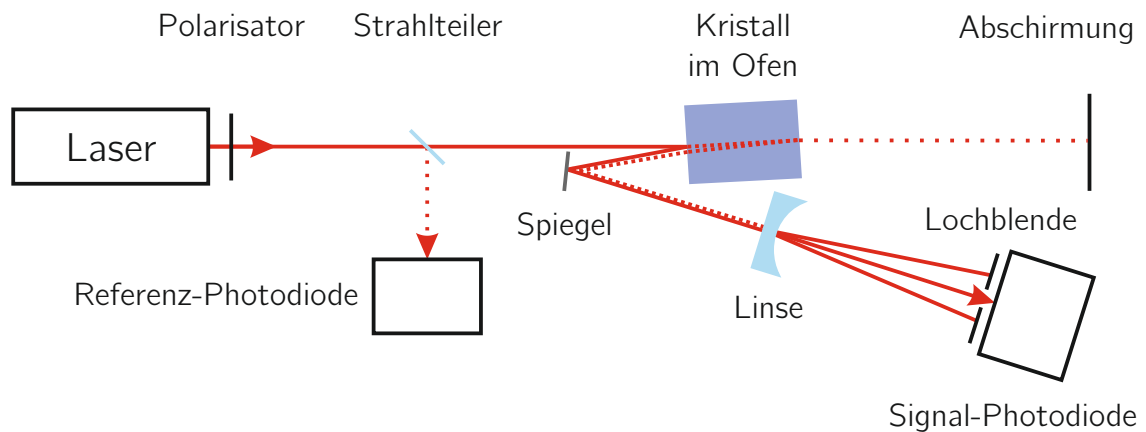 Polarisator
Strahlteiler
Kristall
im Ofen
Abschirmung
Laser
Spiegel
Lochblende
Referenz-Photodiode
Linse
Signal-Photodiode